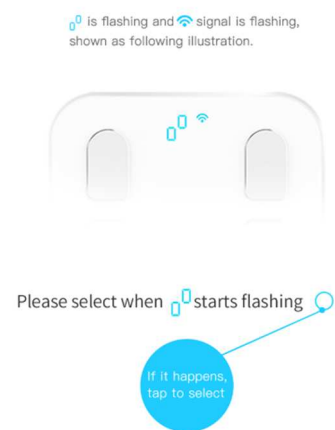 is flashing and signal is flashing,
shown as following illustration.
Please select when starts flashing
If it happens,
tap to select